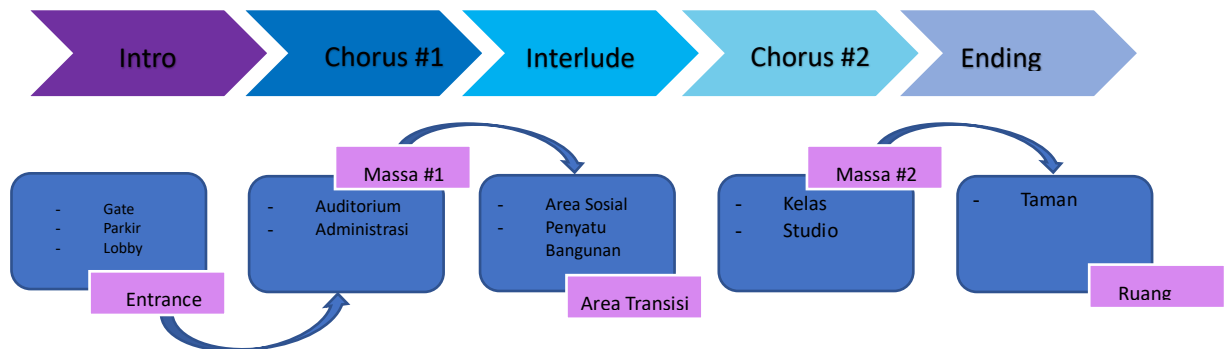 Intro
Chorus #1
Interlude
Chorus #2
Ending
- Gate
- Parkir
- Lobby
Entrance
Massa #1
- Auditorium
- Administrasi
- Area Sosial
- Penyatu
Bangunan
Area Transisi
Massa #2
- Kelas
- Studio
- Taman
Ruang